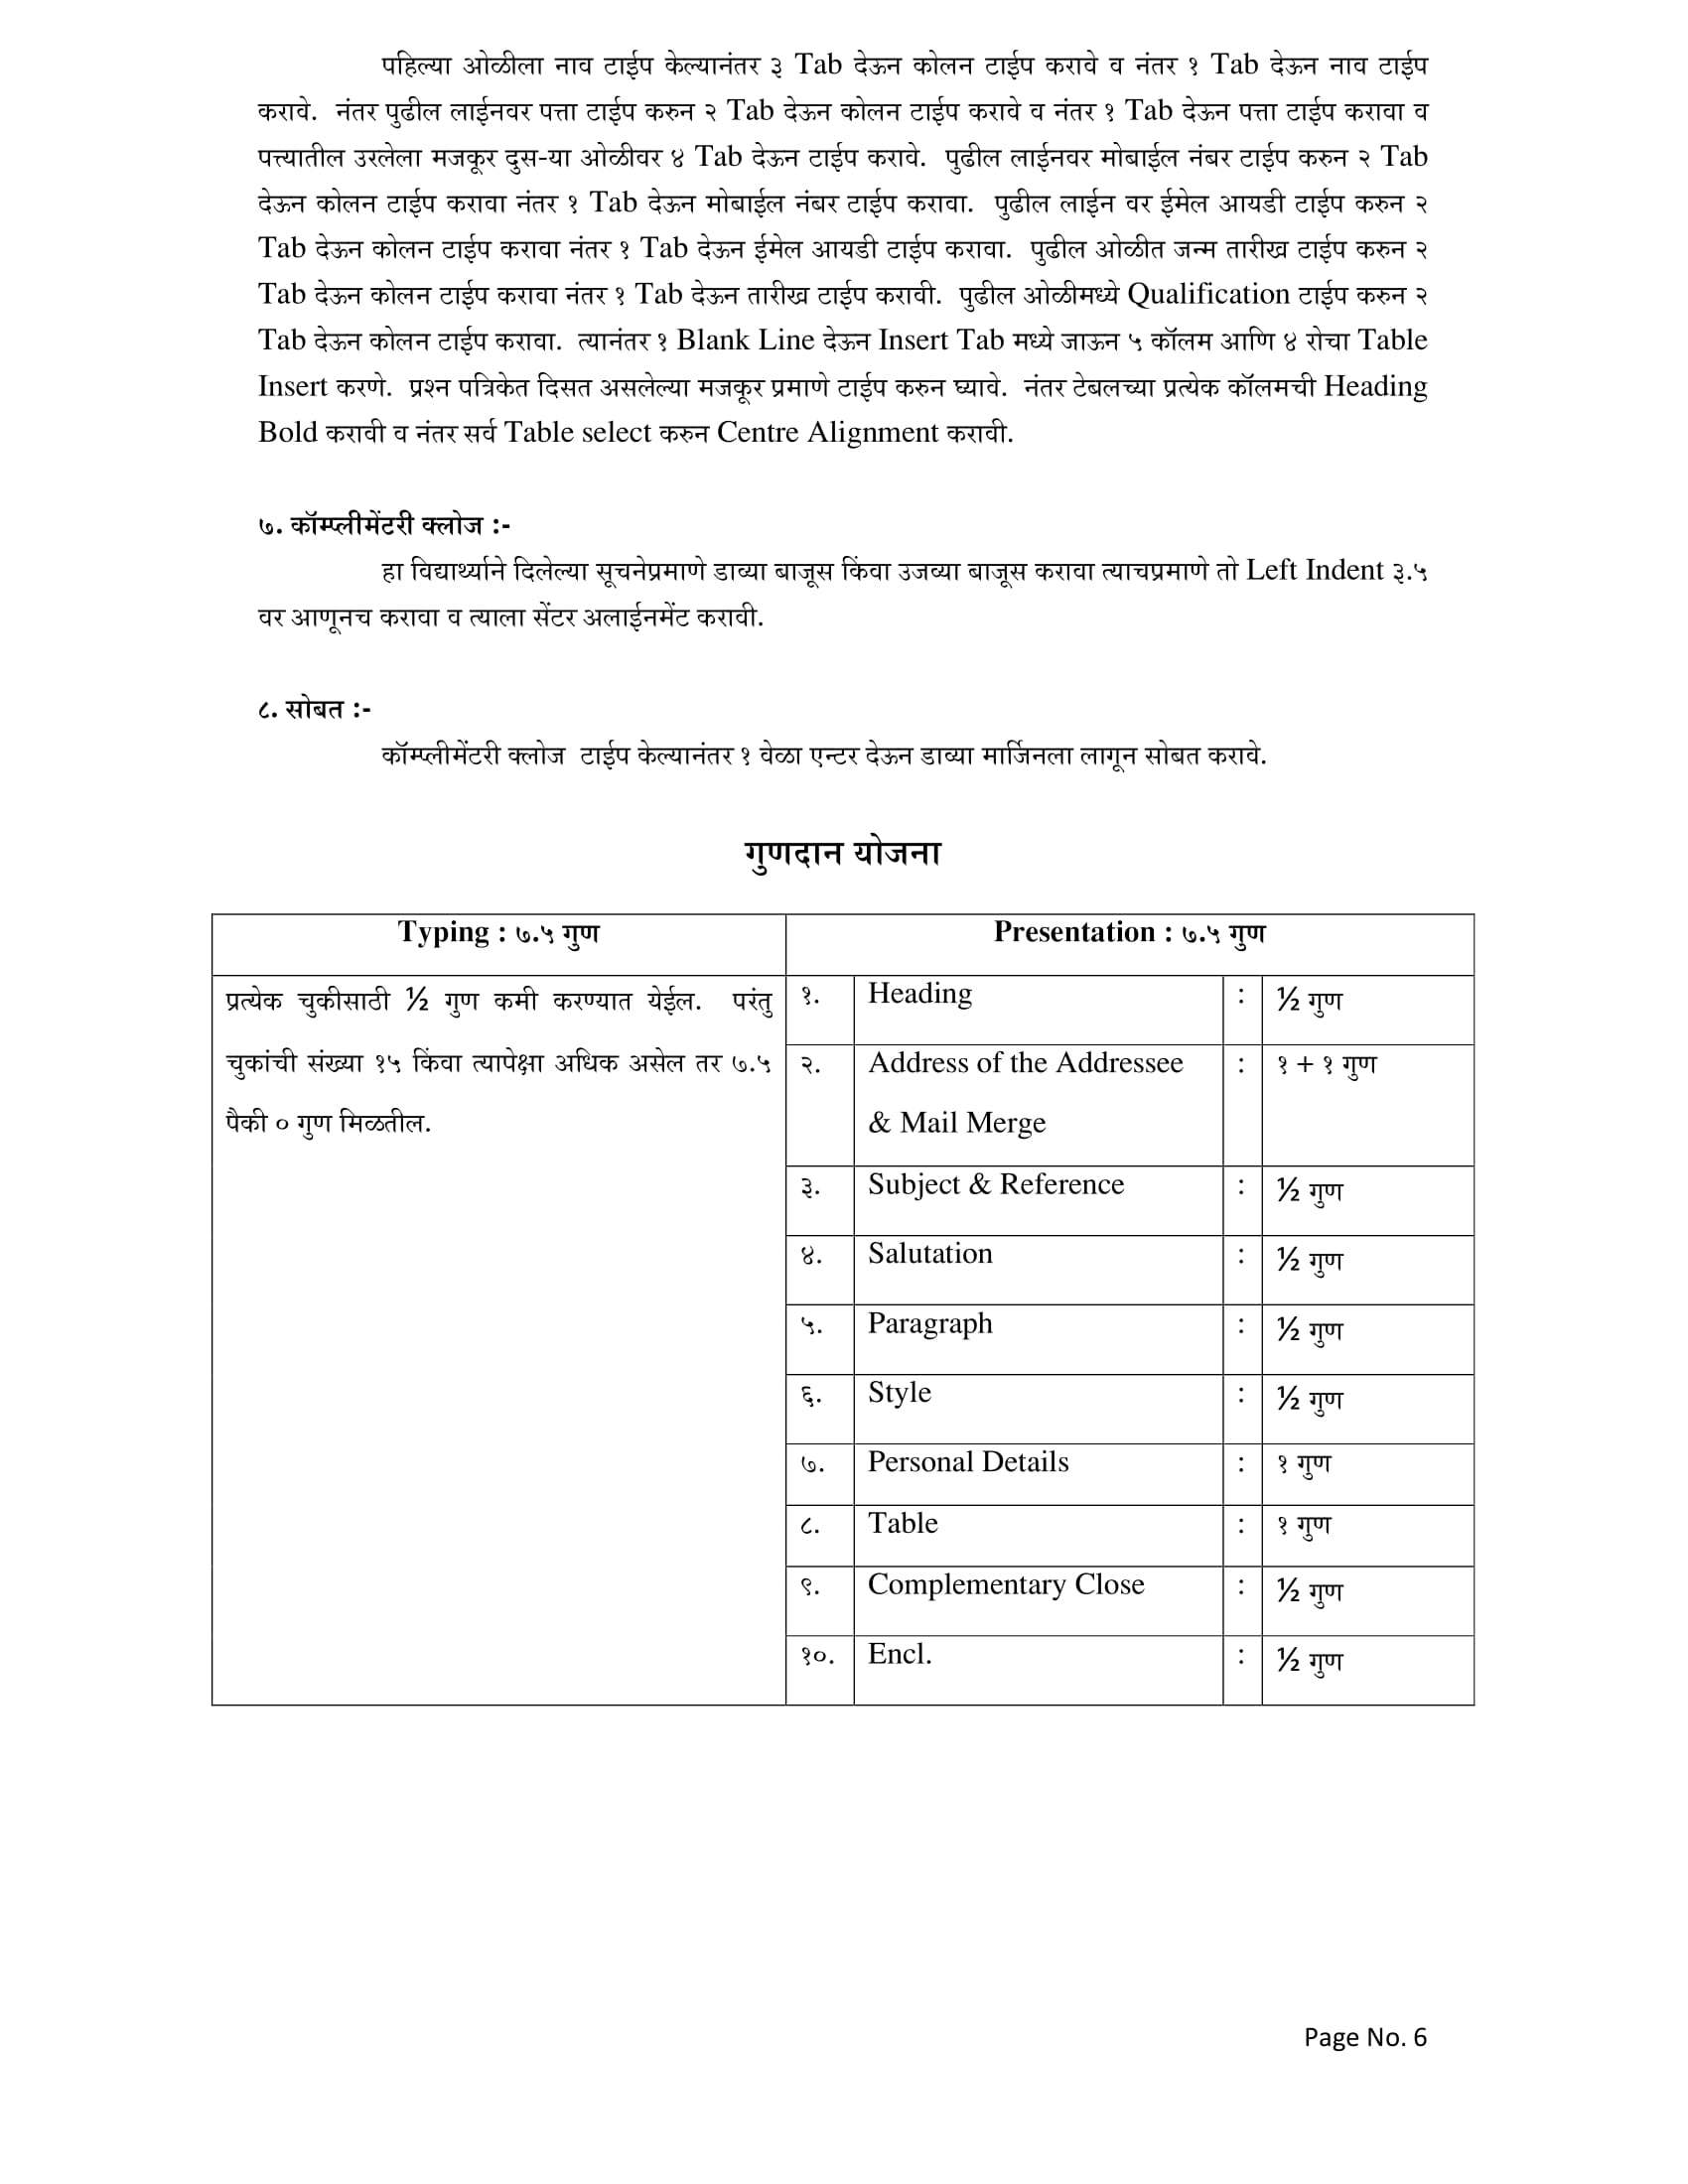 पहिल्या ओळीला नाव टाईप केल्यानंतर ३ Tab देऊन कोलन टाईप करावे व नंतर १ Tab देऊन नाव टाईप
करावे. नंतर पुढील लाईनवर पत्ता टाईप करुन २ Tab देऊन कोलन टाईप करावे व नंतर १ Tab देऊन पत्ता टाईप करावा व
पत्त्यातील उरलेला मजकूर दुस-या ओळीवर ४ Tab देऊन टाईप करावे. पुढील लाईनवर मोबाईल नंबर टाईप करुन २ Tab
देऊन कोलन टाईप करावा नंतर १ Tab देऊन मोबाईल नंबर टाईप करावा. पुढील लाईन वर ईमेल आयडी टाईप करुन २
Tab देऊन कोलन टाईप करावा नंतर १ Tab देऊन ईमेल आयडी टाईप करावा. पुढील ओळीत जन्म तारीख टाईप करुन २
Tab देऊन कोलन टाईप करावा नंतर १ Tab देऊन तारीख टाईप करावी. पुढील ओळीमध्ये Qualification टाईप करुन २
Tab देऊन कोलन टाईप करावा. त्यानंतर १ Blank Line देऊन Insert Tab मध्ये जाऊन ५ कॉलम आणि ४ रोचा Table
Insert करणे. प्रश्न पत्रिकेत दिसत असलेल्या मजकूर प्रमाणे टाईप करुन घ्यावे. नंतर टेबलच्या प्रत्येक कॉलमची Heading
Bold करावी व नंतर सर्व Table select करुन Centre Alignment करावी.
७. कॉम्प्लीमेंटरी क्लोज :-
हा विद्यार्थ्याने दिलेल्या सूचनेप्रमाणे डाव्या बाजूस किंवा उजव्या बाजूस करावा त्याचप्रमाणे तो Left Indent ३.५
वर आणूनच करावा व त्याला सेंटर अलाईनमेंट करावी.
८. सोबत :-
कॉम्प्लीमेंटरी क्लोज टाईप केल्यानंतर १ वेळा एन्टर देऊन डाव्या मार्जिनला लागून सोबत करावे.
गुणदान योजना
Typing : ७.५ गुण Presentation : ७.५ गुण
प्रत्येक चुकीसाठी ½ गुण कमी करण्यात येईल. परंतु
चुकांची संख्या १५ किंवा त्यापेक्षा अधिक असेल तर ७.५
पैकी ० गुण मिळतील.
१. Heading : ½ गुण
२. Address of the Addressee : १ + १ गुण
& Mail Merge
३. Subject & Reference : ½ गुण
४. Salutation : ½ गुण
५. Paragraph : ½ गुण
६. Style : ½ गुण
७. Personal Details : १ गुण
८. Table : १ गुण
९. Complementary Close : ½ गुण
१०. Encl. : ½ गुण
Page No. 6